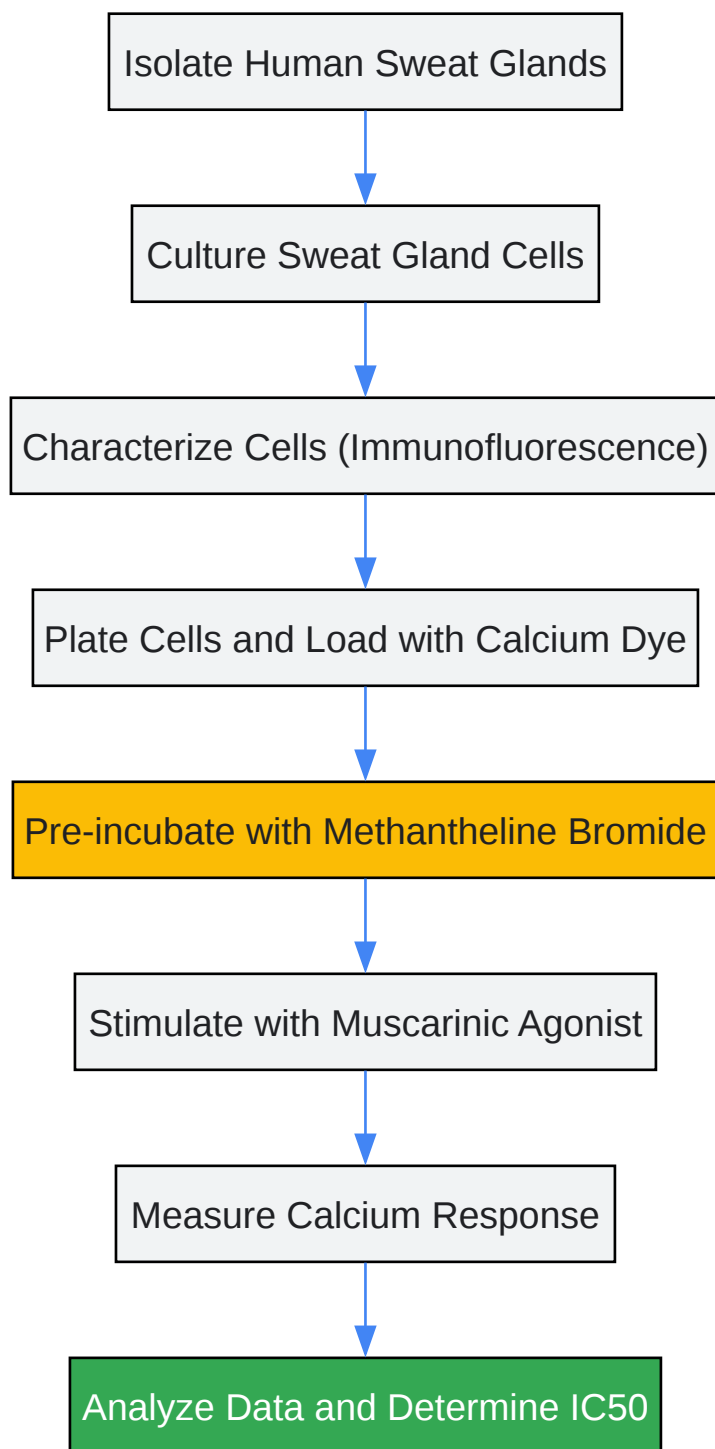 Isolate Human Sweat Glands
Culture Sweat Gland Cells
Characterize Cells (Immunofluorescence)
Plate Cells and Load with Calcium Dye
Pre-incubate with Methantheline Bromide
Stimulate with Muscarinic Agonist
Measure Calcium Response
Analyze Data and Determine IC50